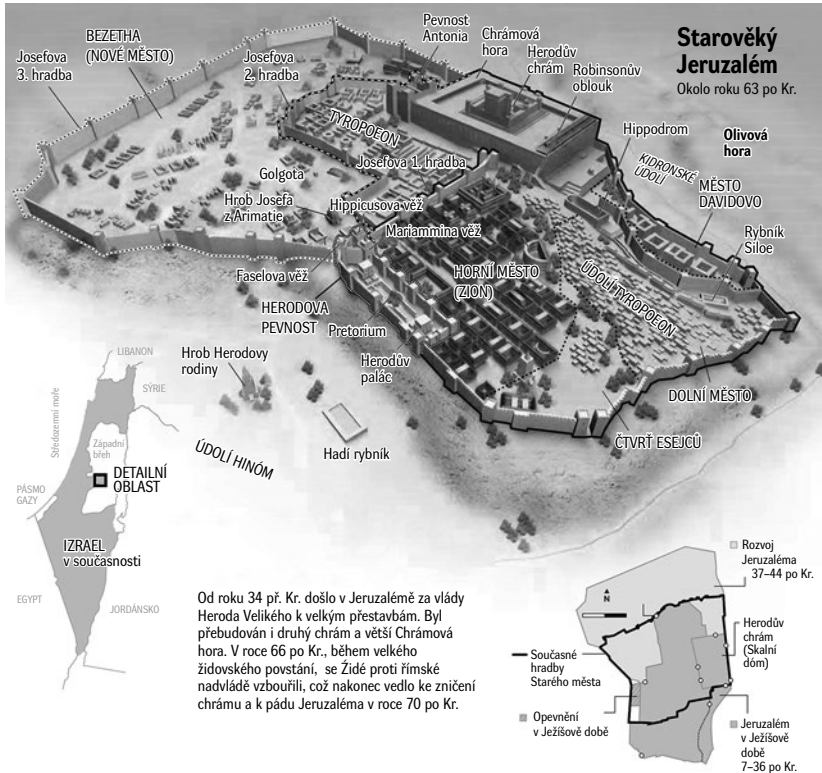 Starověký
Jeruzalém
Okolo roku 63 po Kr.
Josefova
3. hradba
BEZETHA
(NOVÉ MĚSTO)
Josefova
2. hradba
Pevnost
Antonia
Chrámová
hora
Herodův
chrám
Robinsonův
oblouk
Hippodrom
Olivová
hora
KIDRONSKÉ
ÚDOLÍ
MĚSTO
DAVIDOVO
Rybník
Siloe
TYROPOEON
Josefova 1. hradba
Golgota
Hrob Josefa
z Arimatie
Hippicusova věž
Mariammina věž
Faselova věž
HORNÍ MĚSTO
(ZION)
ÚDOLÍ TYROPOEON
HERODOVA
PEVNOST
Pretorium
Herodův
palác
Hrob Herodovy
rodiny
DOLNÍ MĚSTO
ČTVRŤ ESEJCŮ
Hadí rybník
ÚDOLÍ HINÓM
LIBANON
SÝRIE
Středozemní moře
Západní
břeh
DETAILNÍ
OBLAST
PÁSMO
GAZY
IZRAEL
v současnosti
EGYPT
JORDÁNSKO
Od roku 34 př. Kr. došlo v Jeruzalémě za vlády
Heroda Velikého k velkým přestavbám. Byl
přebudován i druhý chrám a větší Chrámová
hora. V roce 66 po Kr., během velkého
židovského povstání, se Źidé proti římské
nadvládě vzbouřili, což nakonec vedlo ke zničení
chrámu a k pádu Jeruzaléma v roce 70 po Kr.
Rozvoj
Jeruzaléma
37–44 po Kr.
N
Herodův
chrám
(Skalní
dóm)
Současné
hradby
Starého města
Opevnění
v Ježíšově době
Jeruzalém
v Ježíšově
době
7–36 po Kr.